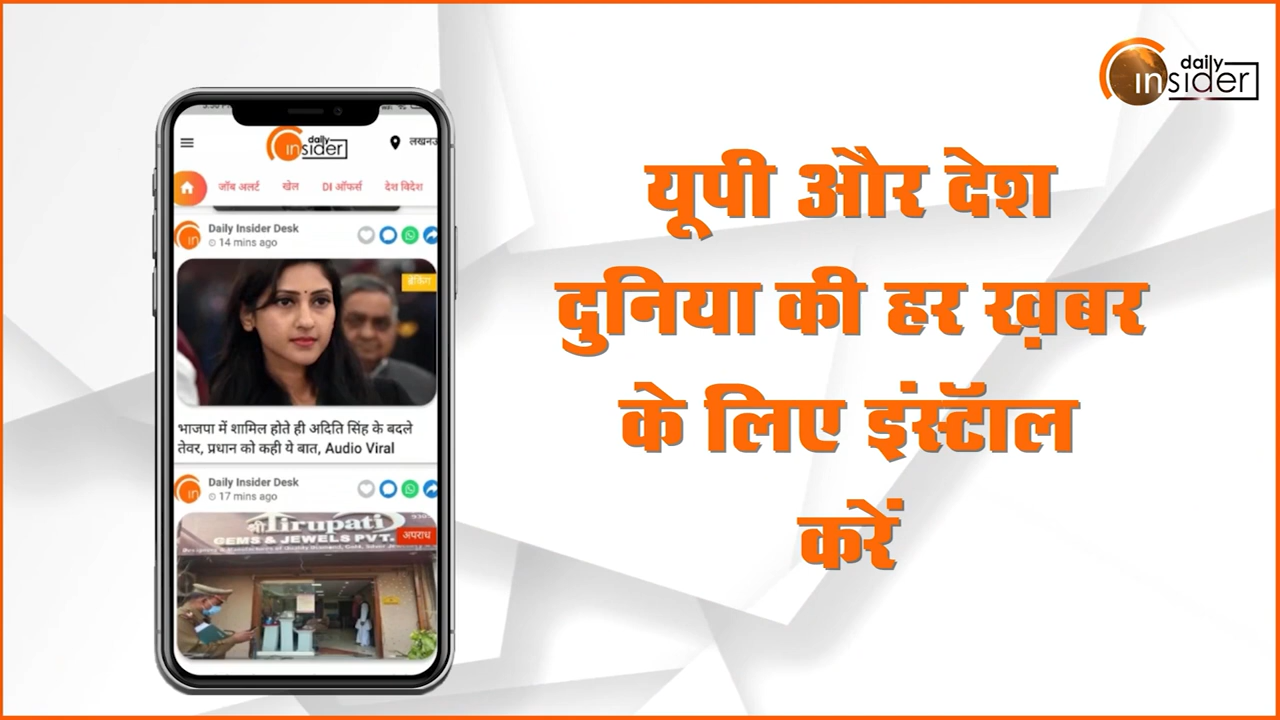 daily
insider
daily
insider
लखनऊ
जॉब अलर्ट खेल DI ऑफर्स देश विदेश
Daily Insider Desk
14 mins ago
ब्रेकिंग
भाजपा में शामिल होते ही अदिति सिंह के बदले
तेवर, प्रधान को कही ये बात, Audio Viral
Daily Insider Desk
17 mins ago
श्री Tirupati
GEMS & JEWELS PVT.
अपराध
यूपी और देश
दुनिया की हर ख़बर
के लिए इंस्टॉल
करें